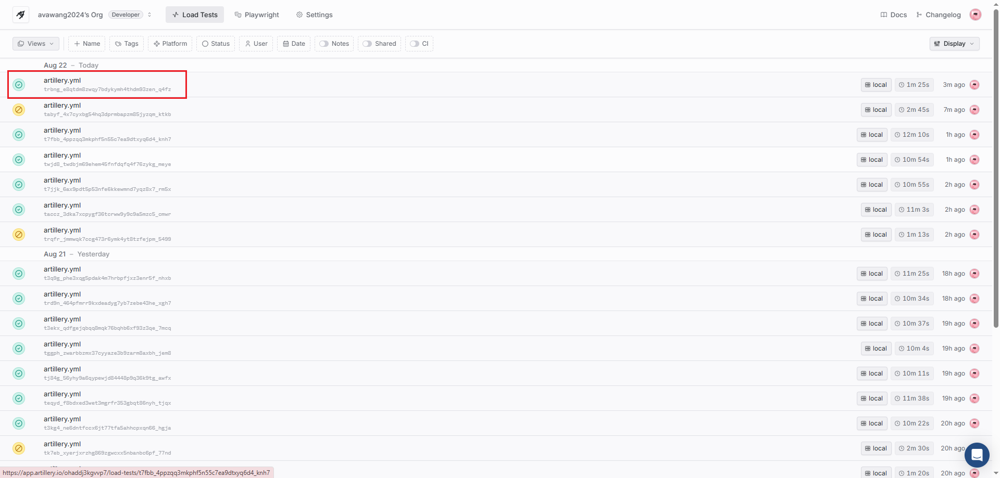 avawang2024's Org Developer Load Tests Playwright Settings Docs Changelog
Views Name Tags Platform Status User Date Notes Shared CI Display
Aug 22 – Today
artillery.yml
trbng_e8qtdm8zwqy7bdykymh4thdm93zen_q4fz
local 1m 25s 3m ago
artillery.yml
tabyf_4x7cyxbg54hq3dprmbapzm85jyzqm_ktkb
local 2m 45s 7m ago
artillery.yml
t7fbb_4ppzqq3mkphf5n55c7ea9dtxyq6d4_knh7
local 12m 10s 1h ago
artillery.yml
twjd8_twdbjm69ehem45fnfdqfq4f76zykg_meye
local 10m 54s 1h ago
artillery.yml
t7jjk_6ax9pdt5p53nfe6kkewmnd7yqz8x7_rm5x
local 10m 55s 2h ago
artillery.yml
taccz_3dka7xcpygf36tcrww9y9c9a5mzc5_cmwr
local 11m 3s 2h ago
artillery.yml
trqfr_jmmwqk7ccg473r6ymk4yt8tzfejpm_5499
local 1m 13s 2h ago
Aug 21 – Yesterday
artillery.yml
t3q9g_phe3xqg5pdak4m7hrbpfjxz3enr5f_nhxb
local 11m 25s 18h ago
artillery.yml
trd9n_464pfmrr9kxdeadyg7yb7zebe43he_xgh7
local 10m 34s 18h ago
artillery.yml
t3ekx_qdfgejqbqq8mqk76bqhb6xf93z3qe_7mcq
local 10m 37s 19h ago
artillery.yml
tggph_zwarbbzmx37cyyaze3b9zarm8axbh_jem8
local 10m 4s 19h ago
artillery.yml
tj84g_56yhy9a6qypewjd84448p9q36k9tg_awfx
local 10m 11s 19h ago
artillery.yml
teqyd_f8bdxed3wet3mgrfr353gbqt86nyh_tjqx
local 11m 38s 19h ago
artillery.yml
t3kg4_ne6dntfccx6jt77tfa5ahhcpxqn66_hgja
local 10m 22s 20h ago
artillery.yml
tk7eb_xyerjxrzhg869zgwcxx5nbanbc6pf_77nd
local 2m 30s 20h ago
local 1m 20s 20h ago
https://app.artillery.io/ohaddj3kgvvp7/load-tests/t7fbb_4ppzqq3mkphf5n55c7ea9dtxyq6d4_knh7